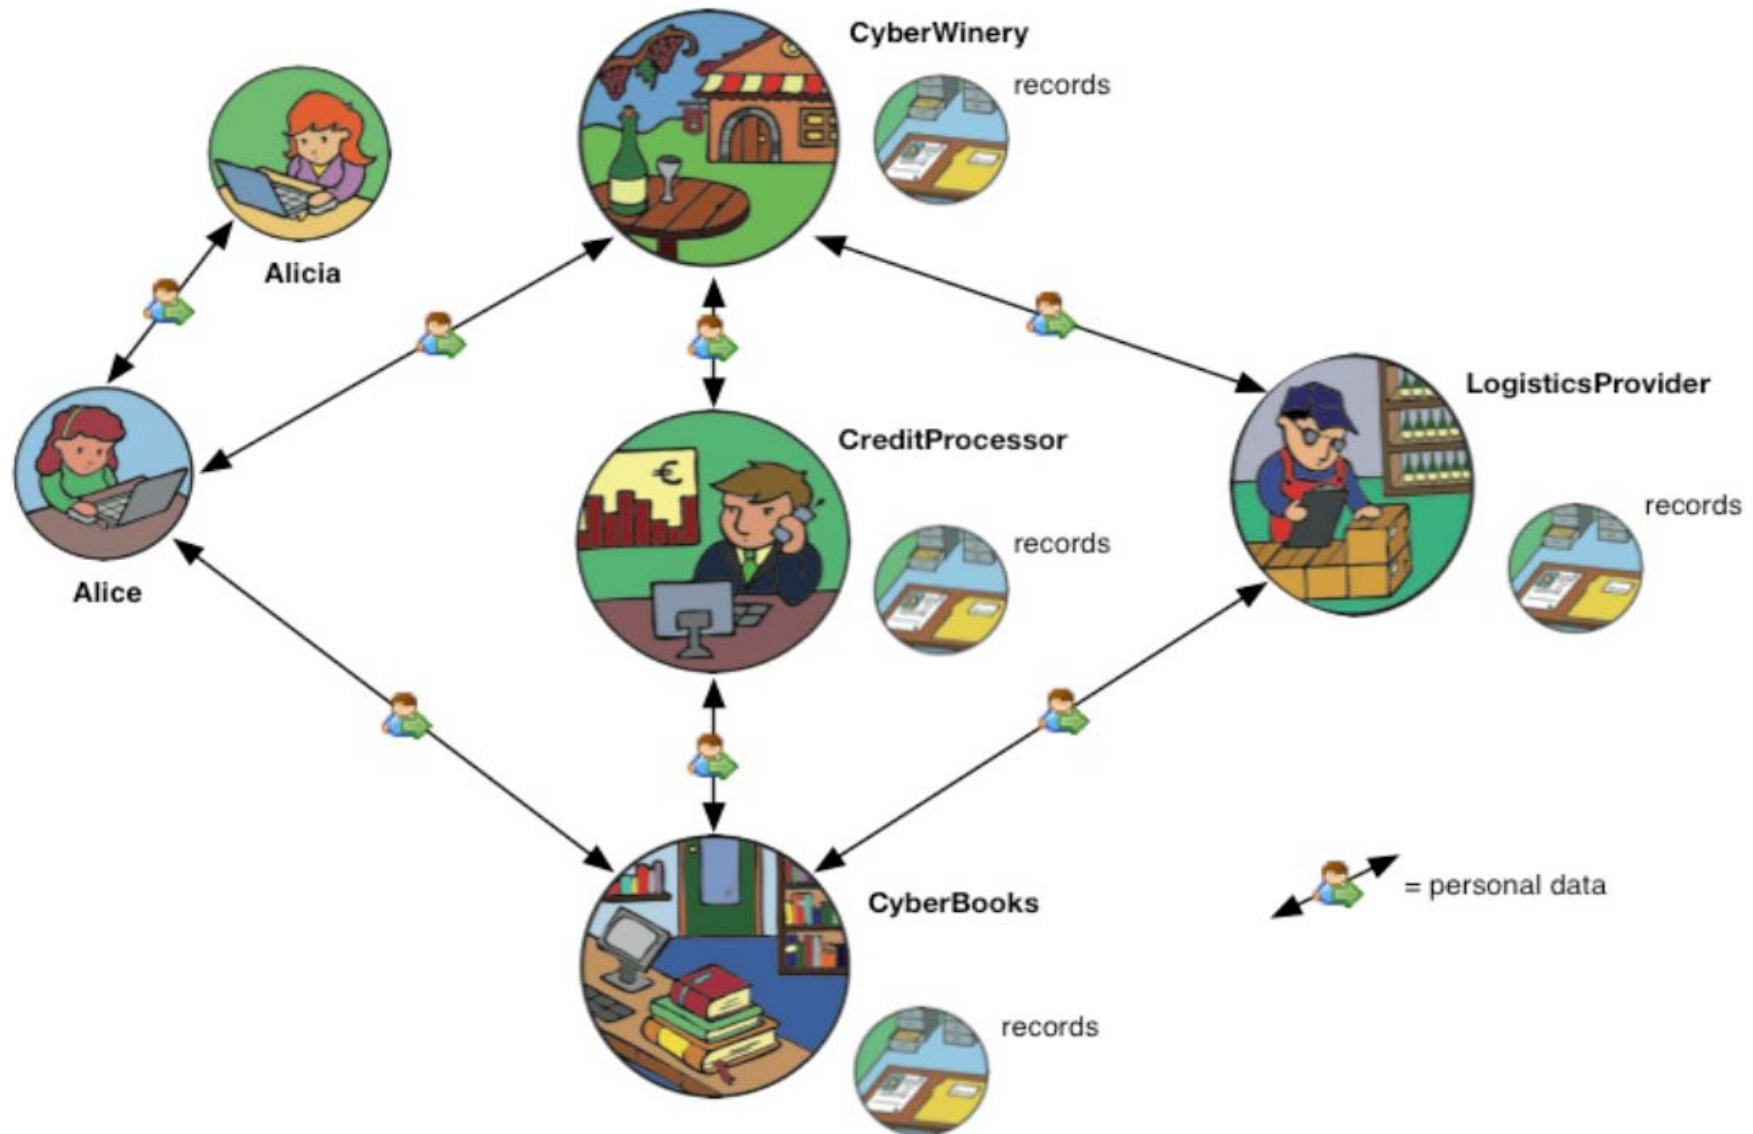 CyberWinery
records
Alicia
LogisticsProvider
CreditProcessor
€
records
records
Alice
= personal data
CyberBooks
records